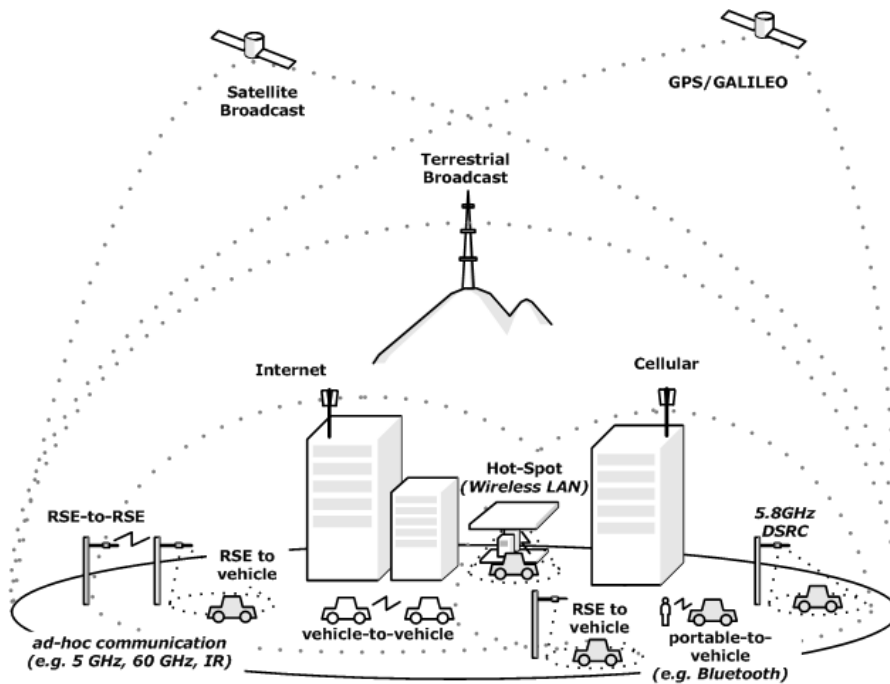 Satellite
Broadcast
GPS/GALILEO
Terrestrial
Broadcast
Internet
Cellular
Hot-Spot
(Wireless LAN)
RSE-to-RSE
5.8GHz
DSRC
RSE to
vehicle
RSE to
vehicle
vehicle-to-vehicle
ad-hoc communication
(e.g. 5 GHz, 60 GHz, IR)
portable-to-
vehicle
(e.g. Bluetooth)